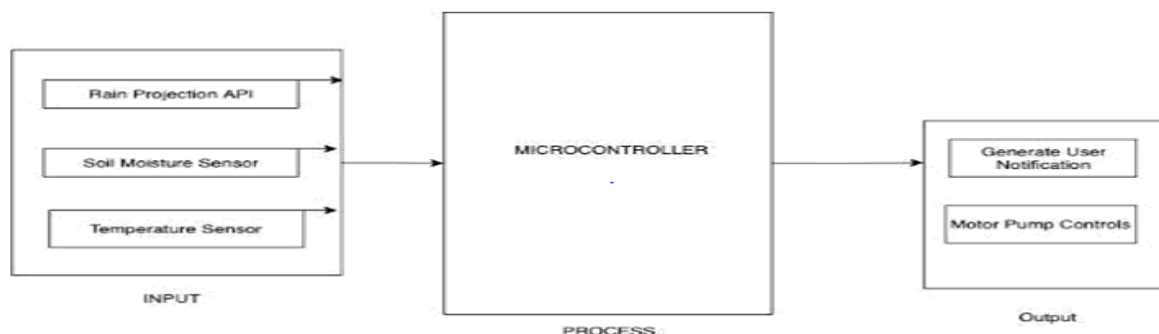 Rain Projection API
Soil Moisture Sensor
Temperature Sensor
INPUT
MICROCONTROLLER
PROCESS
Generate User
Notification
Motor Pump Controls
Output